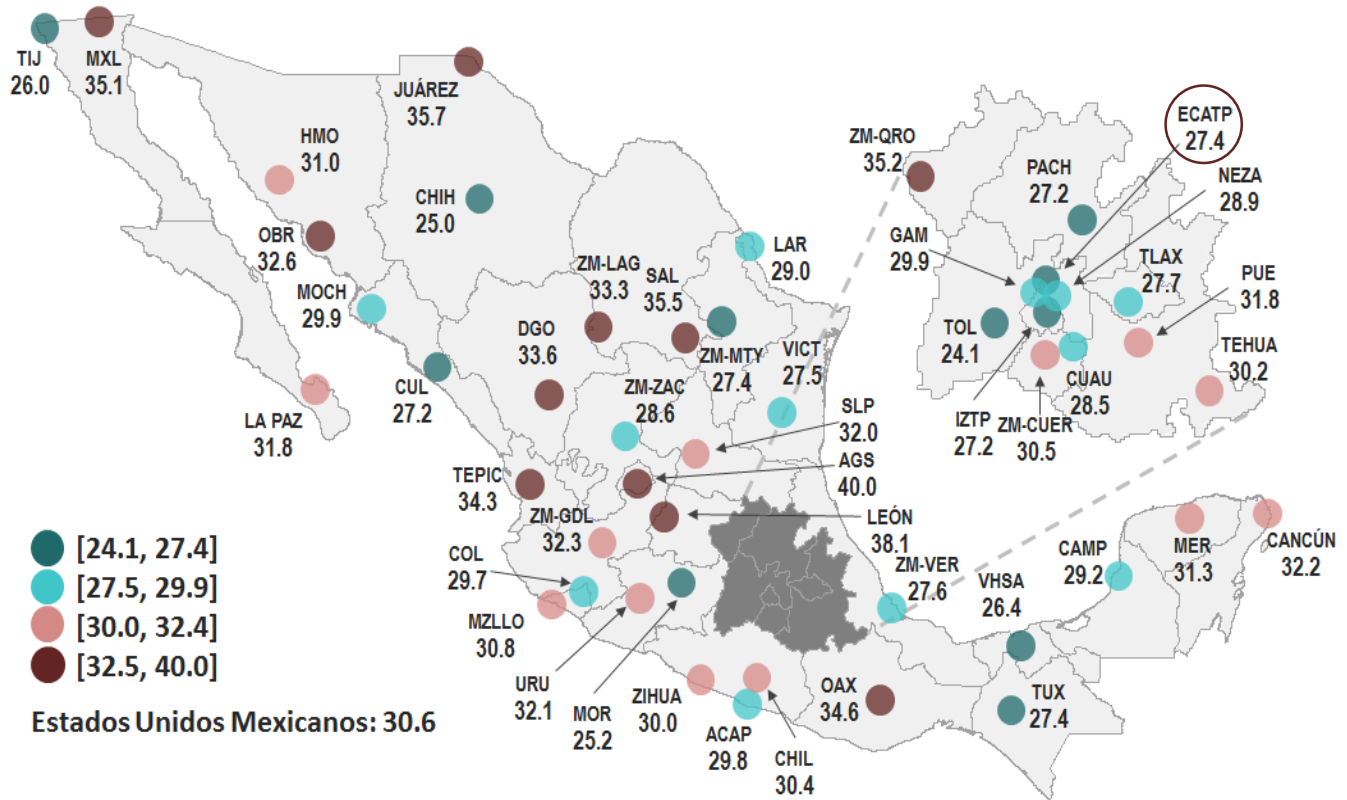 TIJ
26.0
MXL
35.1
JUÁREZ
35.7
HMO
31.0
CHIH
25.0
OBR
32.6
MOCH
29.9
LAR
29.0
ZM-LAG
33.3
SAL
35.5
DGO
33.6
ZM-MTY
27.4
VICT
27.5
CUL
27.2
ZM-ZAC
28.6
LA PAZ
31.8
SLP
32.0
AGS
40.0
TEPIC
34.3
ZM-GDL
32.3
LEÓN
38.1
COL
29.7
MZLLO
30.8
URU
32.1
MOR
25.2
ZIHUA
30.0
ACAP
29.8
CHIL
30.4
OAX
34.6
ZM-VER
27.6
VHSA
26.4
TUX
27.4
CAMP
29.2
MER
31.3
CANCÚN
32.2
ZM-QRO
35.2
PACH
27.2
ECATP
27.4
NEZA
28.9
GAM
29.9
TLAX
27.7
PUE
31.8
TOL
24.1
TEHUA
30.2
CUAU
28.5
IZTP
27.2
ZM-CUER
30.5
[24.1, 27.4]
[27.5, 29.9]
[30.0, 32.4]
[32.5, 40.0]
Estados Unidos Mexicanos: 30.6